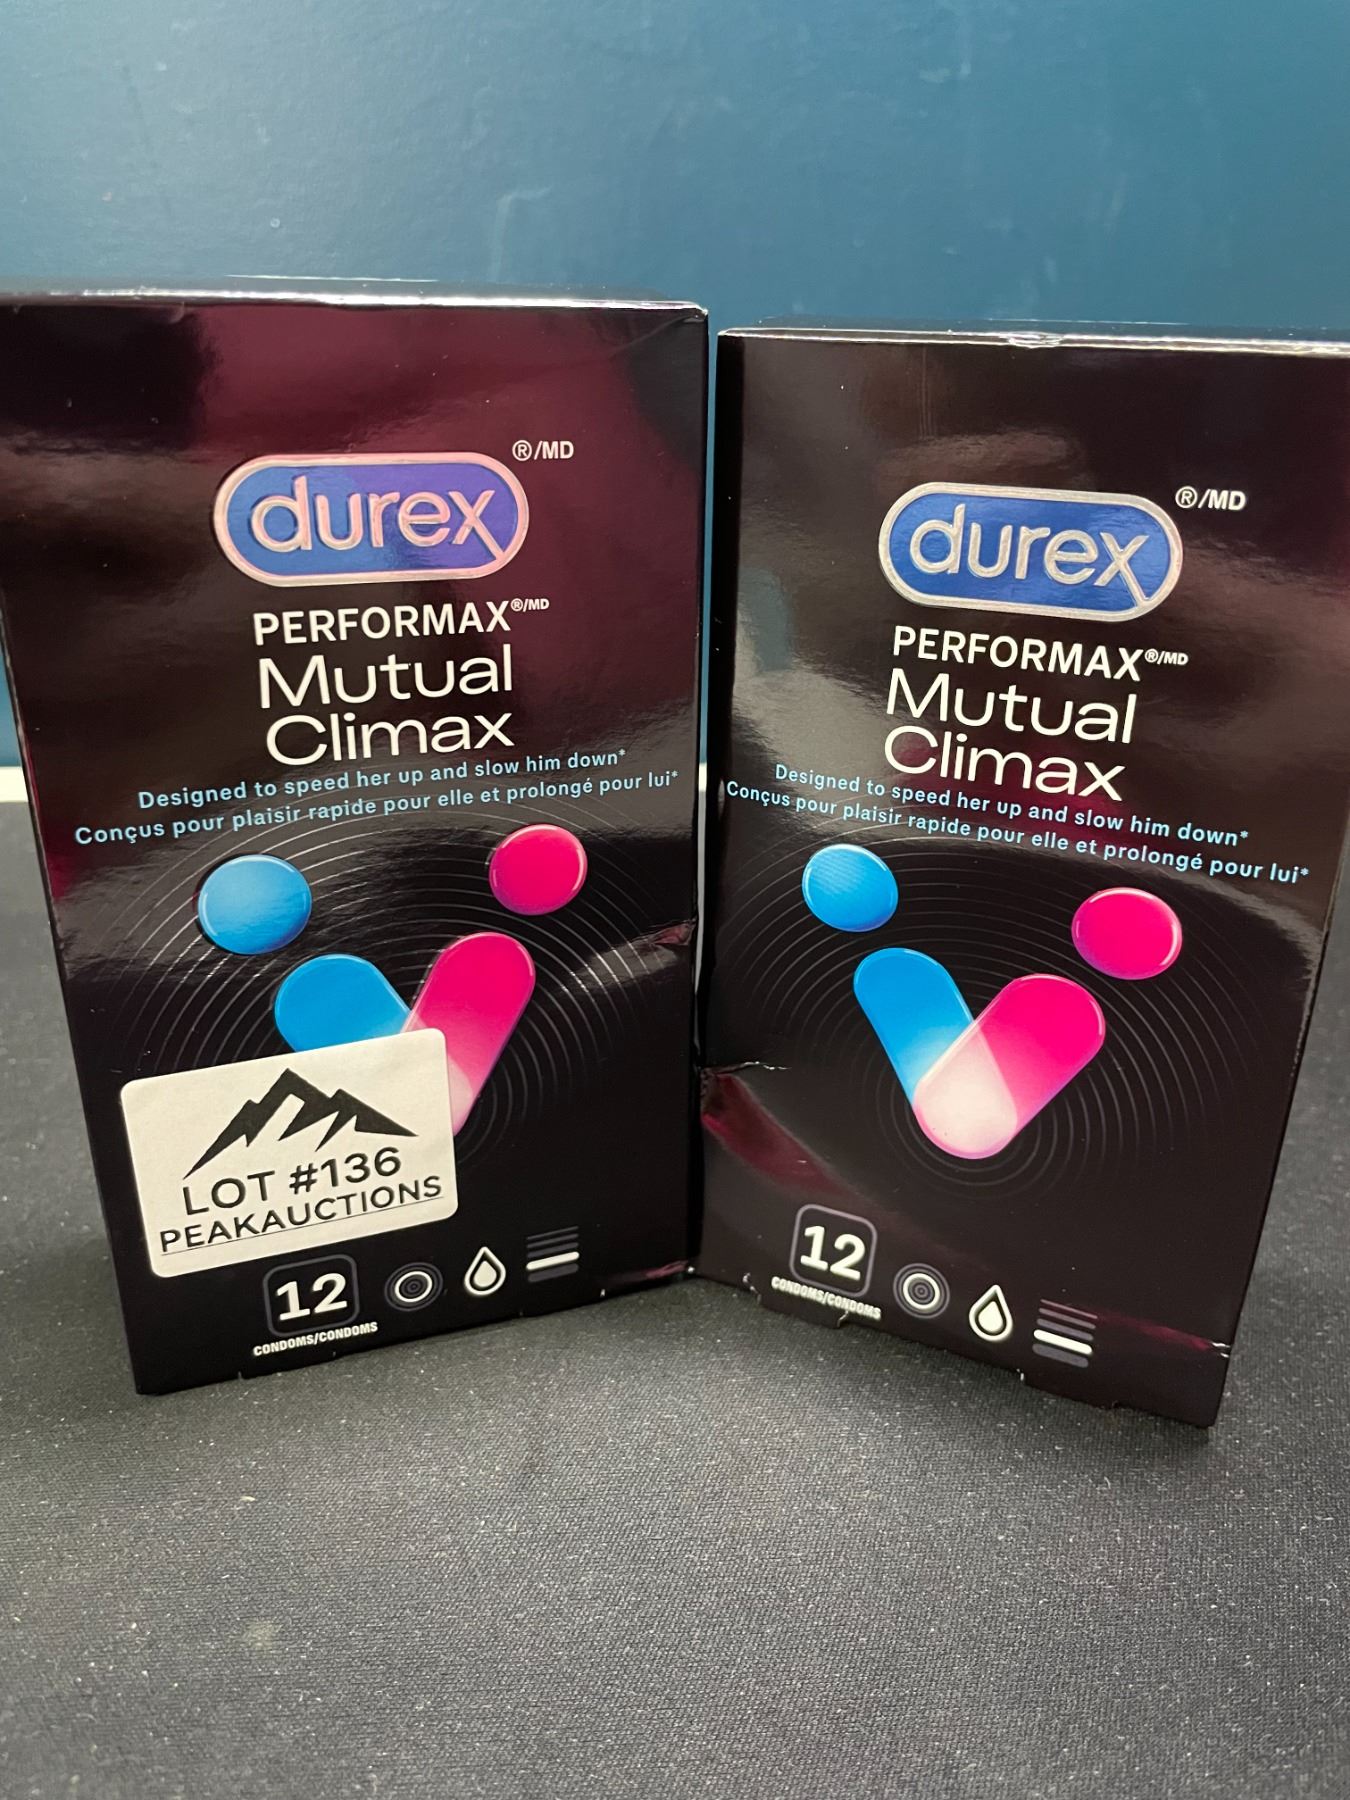 durex®/MD
PERFORMAX®/MD
Mutual
Climax
Designed to speed her up and slow him down*
Conçus pour plaisir rapide pour elle et prolongé pour lui*
LOT #136
PEAKAUCTIONS
12
CONDOMS/CONDOMS
durex®/MD
PERFORMAX®/MD
Mutual
Climax
Designed to speed her up and slow him down*
Conçus pour plaisir rapide pour elle et prolongé pour lui*
12
CONDOMS/CONDOMS